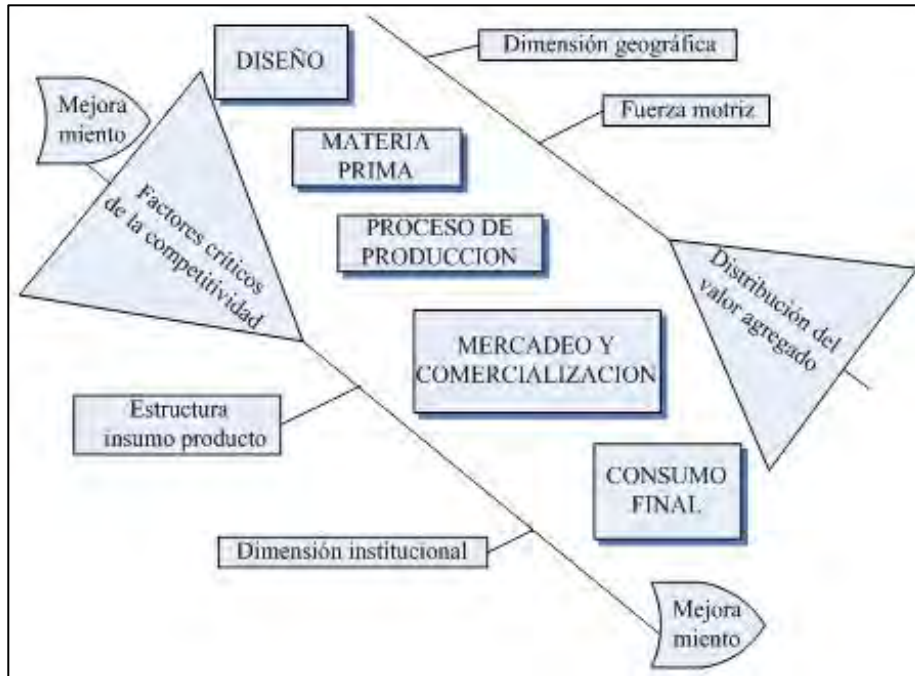 DISEÑO
Dimensión geográfica
Mejora
miento
Fuerza motriz
MATERIA
PRIMA
Factores críticos
de la competitividad
PROCESO DE
PRODUCCION
Distribución del
valor agregado
MERCADEO Y
COMERCIALIZACION
Estructura
insumo producto
CONSUMO
FINAL
Dimensión institucional
Mejora
miento